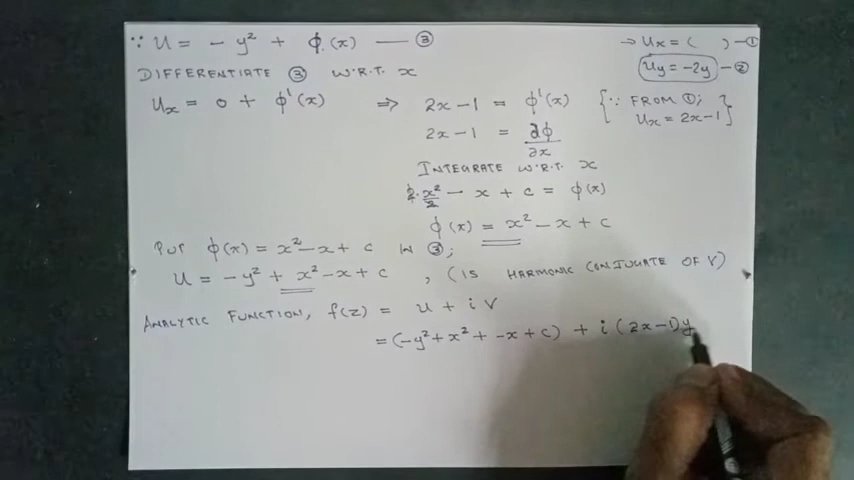 ∵ U = - y² + ϕ(x) — ③
→ Ux = ( ) — ①
DIFFERENTIATE ③ W.R.T. x
Uy = -2y — ②
Ux = 0 + ϕ'(x) ⇒ 2x-1 = ϕ'(x) {∵ FROM ①; Ux = 2x-1}
2x-1 = ∂ϕ/∂x
INTEGRATE W.R.T. x
2·x²/2 - x + c = ϕ(x)
ϕ(x) = x² - x + c
PUT ϕ(x) = x²-x+c IN ③;
U = -y² + x² -x + c , (IS HARMONIC CONJUGATE OF V)
ANALYTIC FUNCTION, f(z) = u + i v
= (-y² + x² + -x + c) + i (2x-1)y